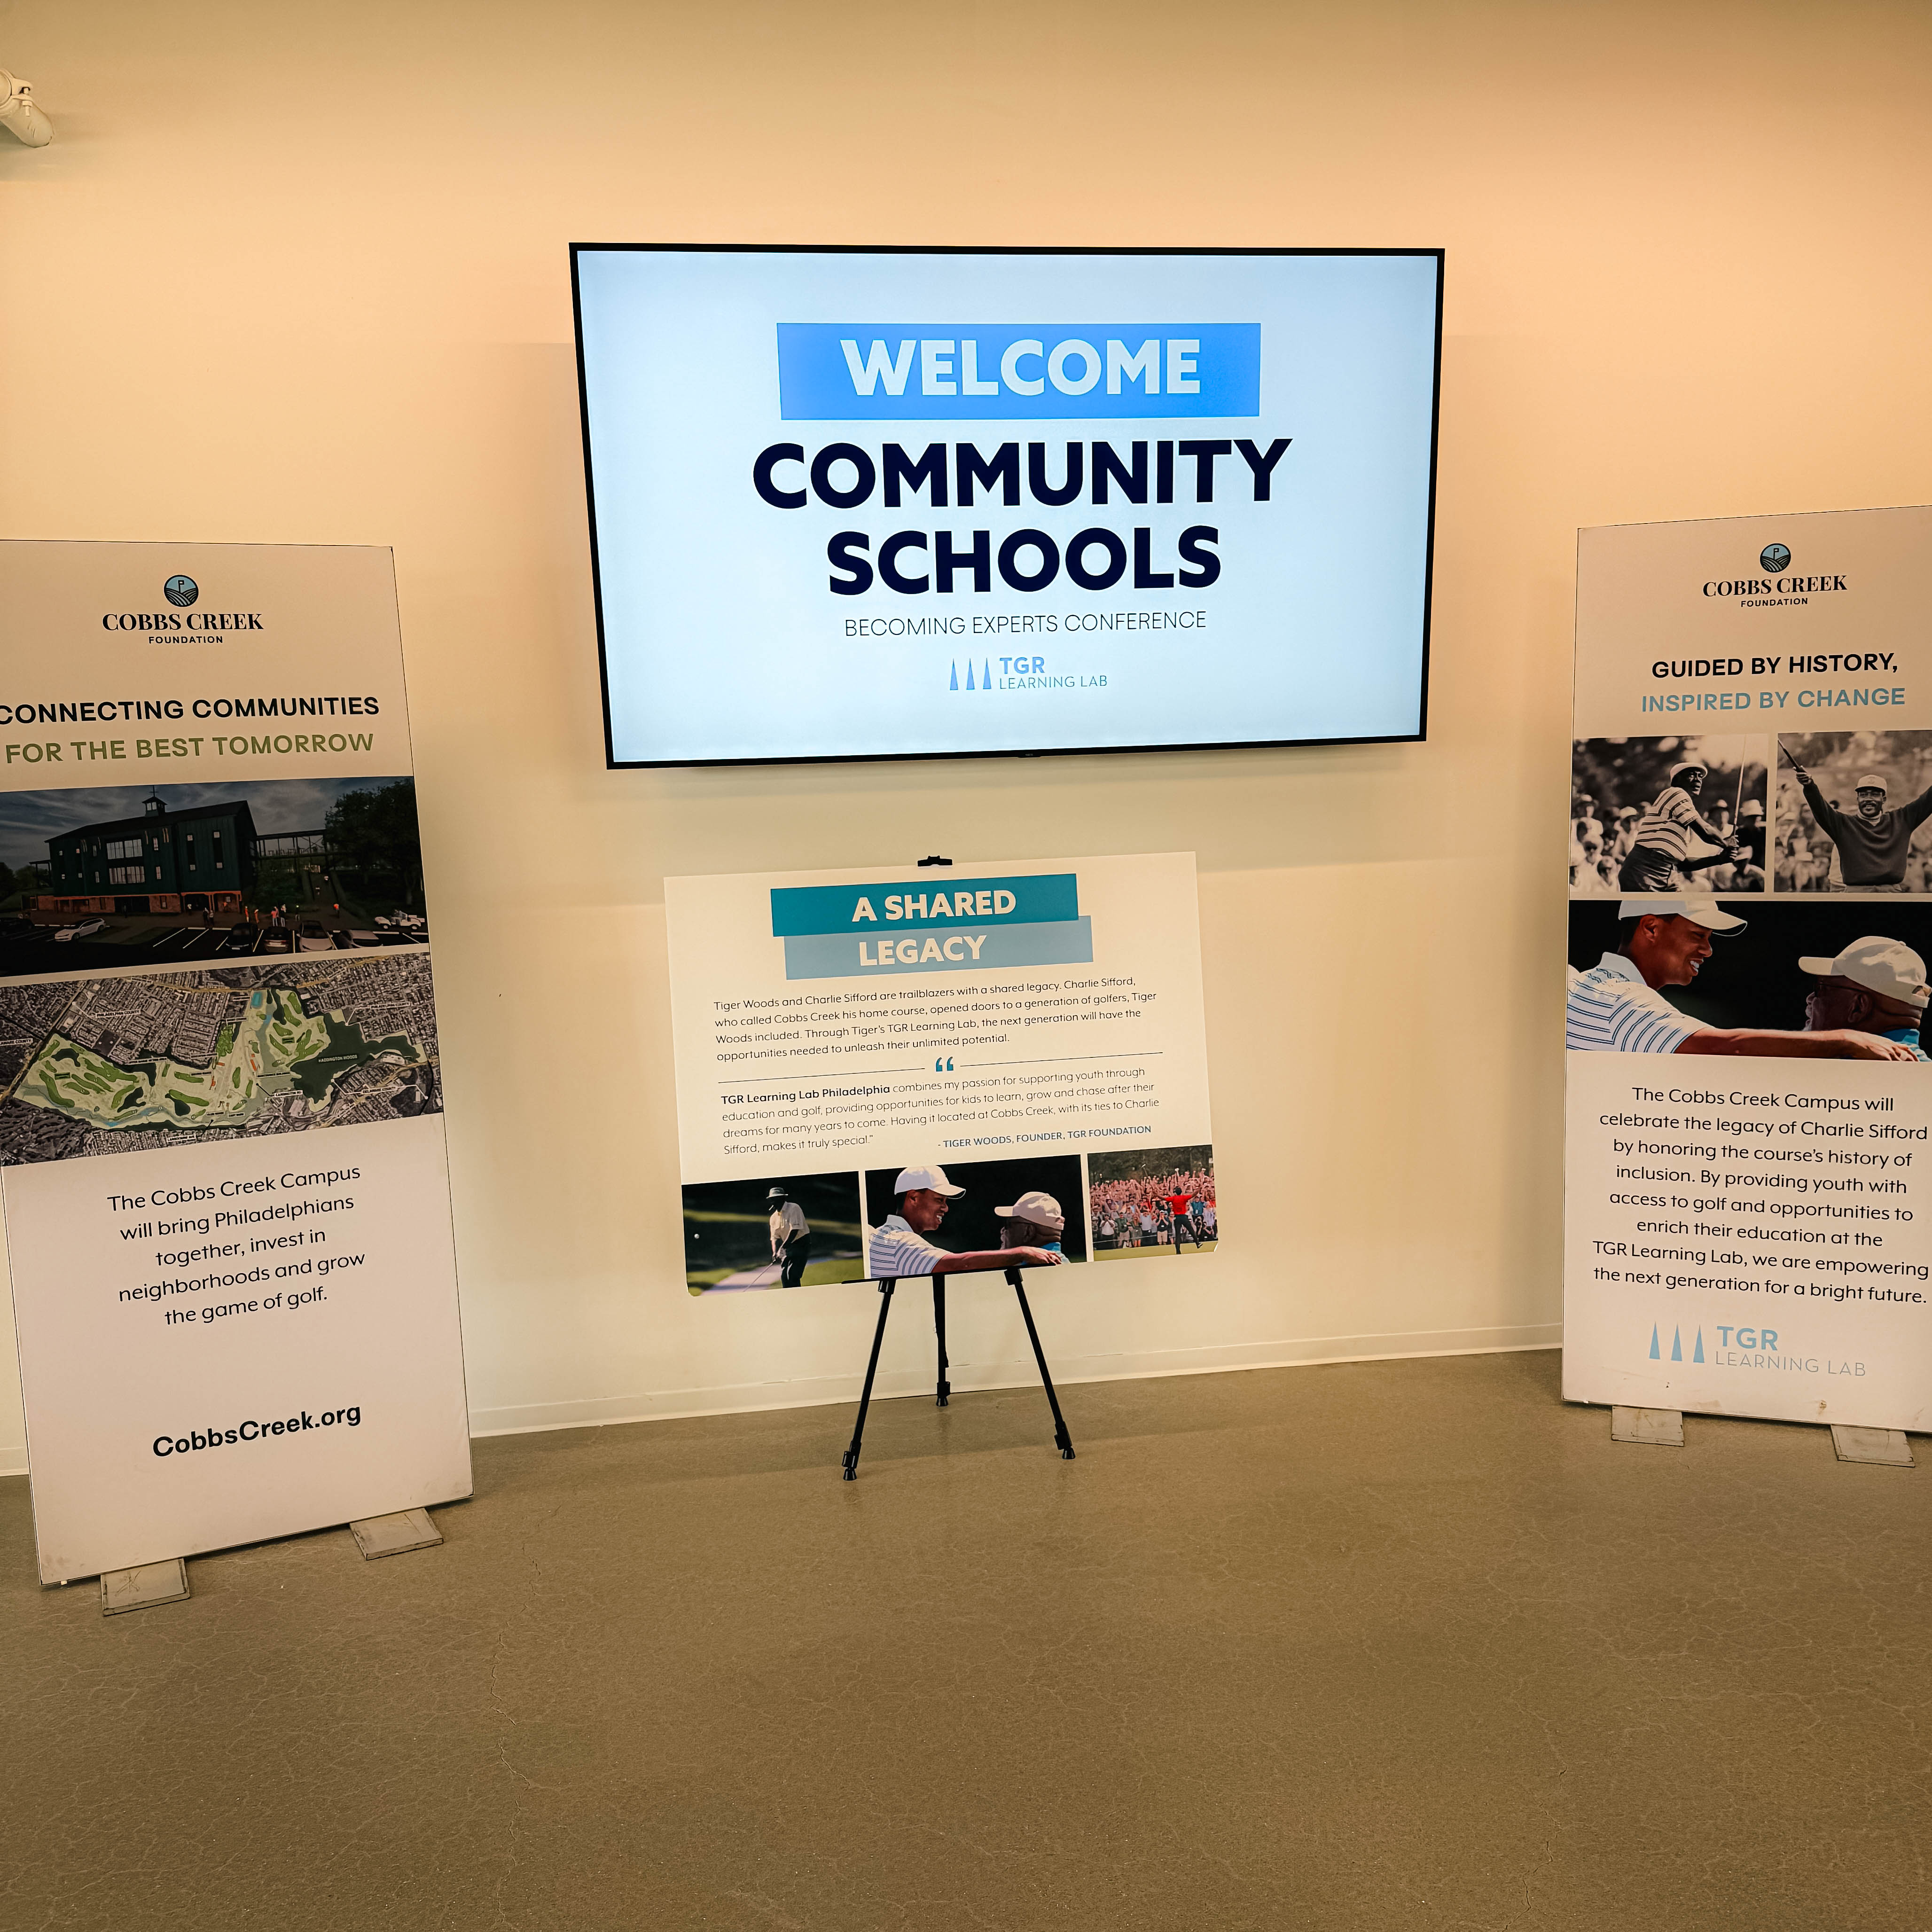 WELCOME
COMMUNITY
SCHOOLS
BECOMING EXPERTS CONFERENCE
TGR
LEARNING LAB
COBBS CREEK
FOUNDATION
CONNECTING COMMUNITIES
FOR THE BEST TOMORROW
The Cobbs Creek Campus
will bring Philadelphians
together, invest in
neighborhoods and grow
the game of golf.
CobbsCreek.org
A SHARED
LEGACY
Tiger Woods and Charlie Sifford are trailblazers with a shared legacy. Charlie Sifford,
who called Cobbs Creek his home course, opened doors to a generation of golfers, Tiger
Woods included. Through Tiger's TGR Learning Lab, the next generation will have the
opportunities needed to unleash their unlimited potential.
“
TGR Learning Lab Philadelphia combines my passion for supporting youth through
education and golf, providing opportunities for kids to learn, grow and chase after their
dreams for many years to come. Having it located at Cobbs Creek, with its ties to Charlie
Sifford, makes it truly special.”
- TIGER WOODS, FOUNDER, TGR FOUNDATION
COBBS CREEK
FOUNDATION
GUIDED BY HISTORY,
INSPIRED BY CHANGE
The Cobbs Creek Campus will
celebrate the legacy of Charlie Sifford
by honoring the course's history of
inclusion. By providing youth with
access to golf and opportunities to
enrich their education at the
TGR Learning Lab, we are empowering
the next generation for a bright future.
TGR
LEARNING LAB